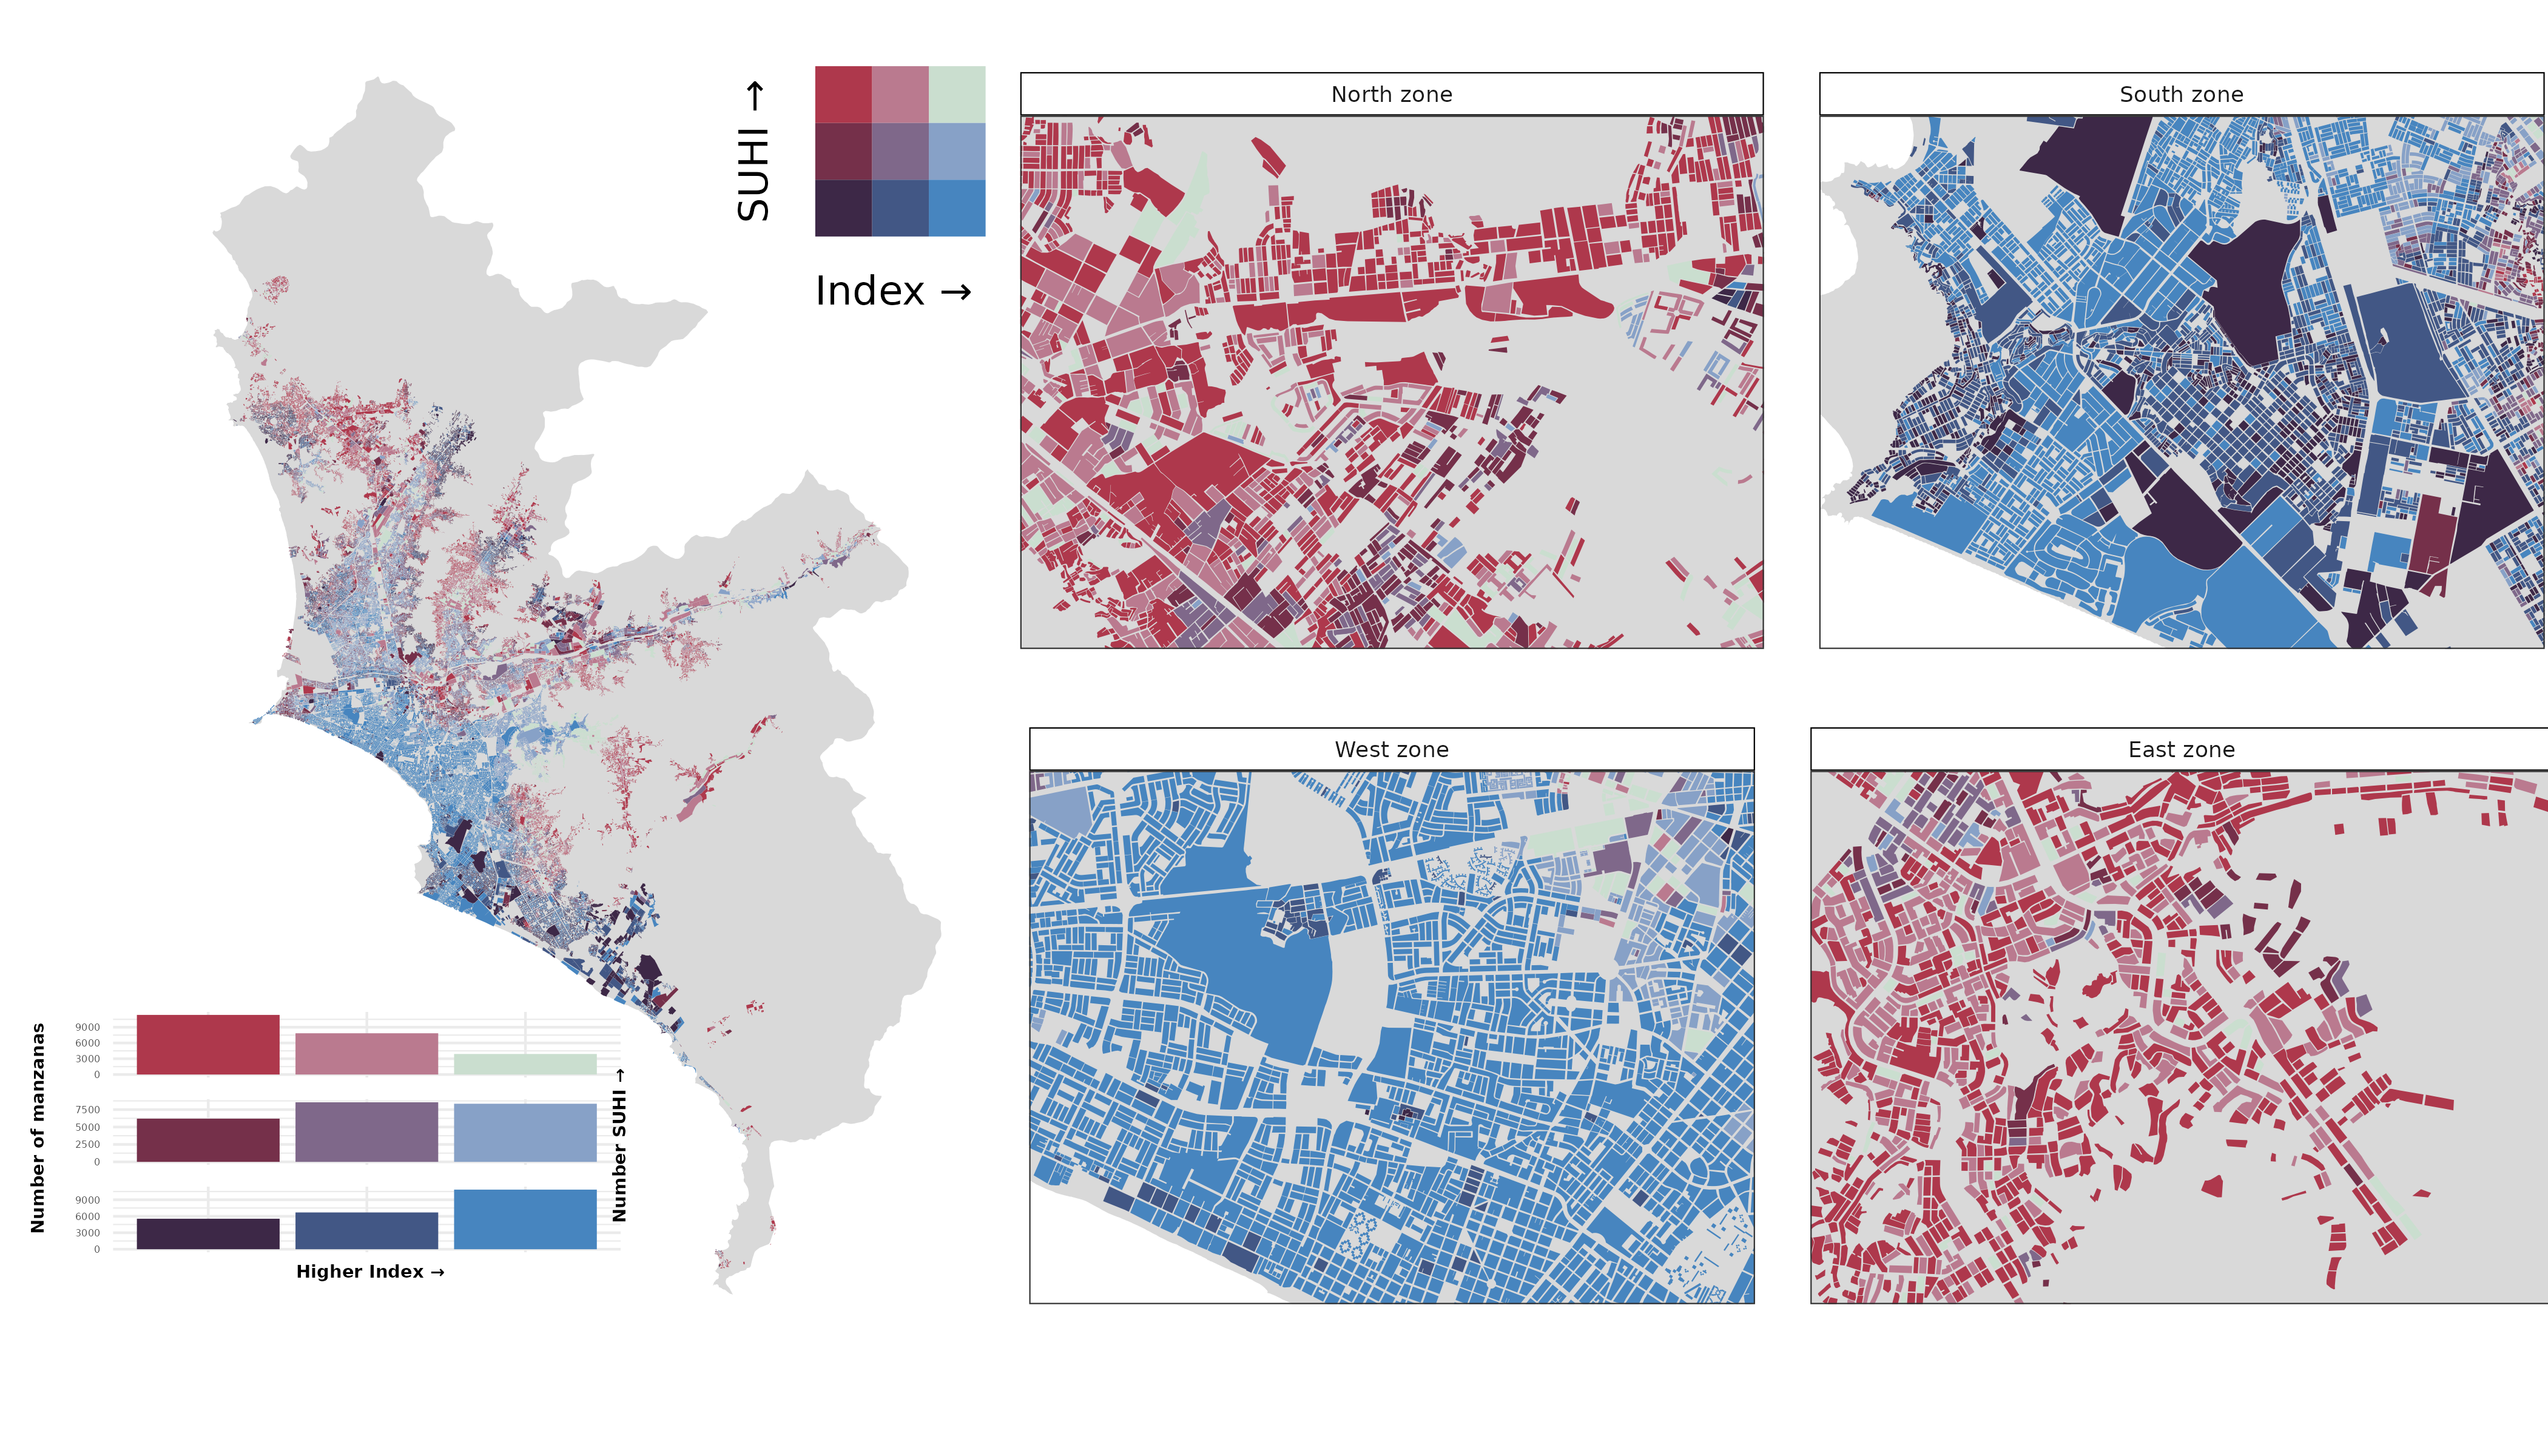 SUHI →
Index →
North zone
South zone
West zone
East zone
Number of manzanas
9000
6000
3000
0
7500
5000
2500
0
9000
6000
3000
0
Number SUHI →
Higher Index →